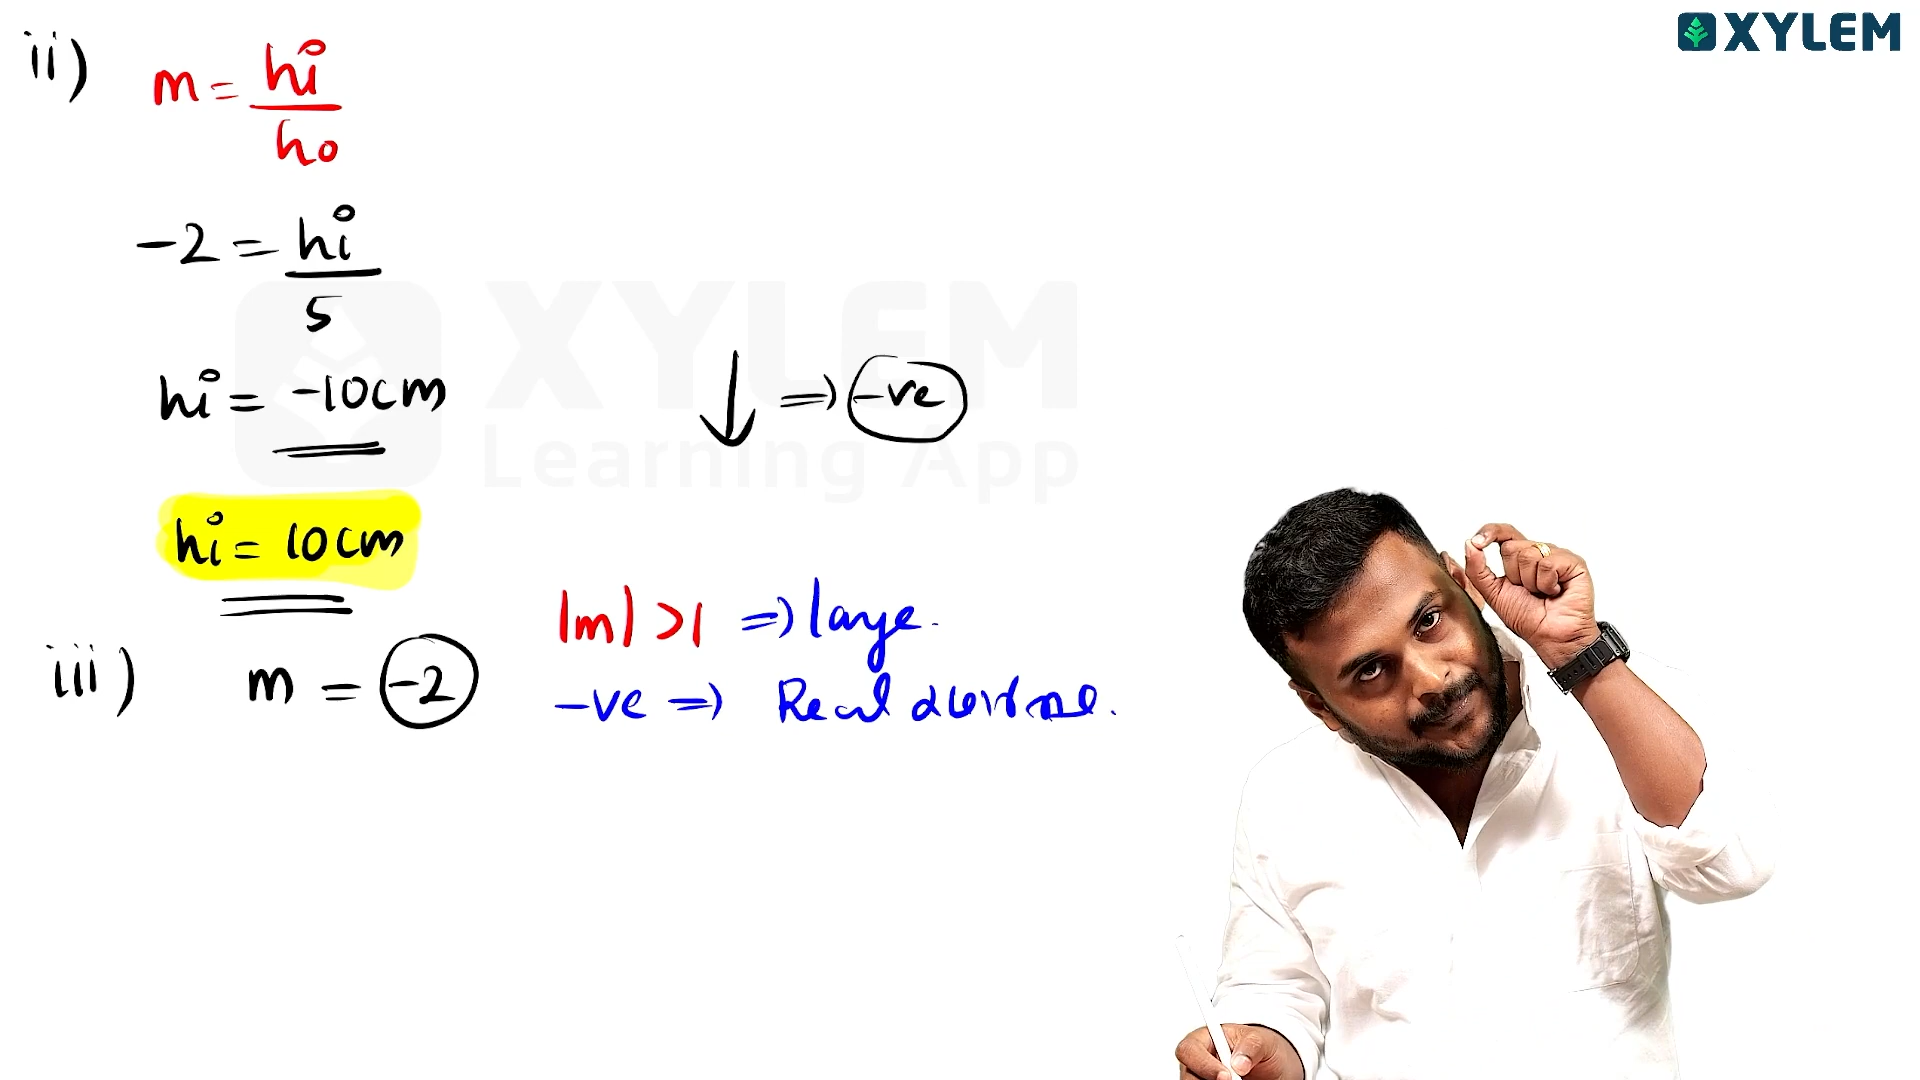 XYLEM
ii) m = hi / ho
-2 = hi / 5
hi = -10cm
↓ ⇒ -ve
XYLEM
Learning App
hi = 10cm
|m| >1 ⇒ large.
iii) m = -2
-ve ⇒ Real